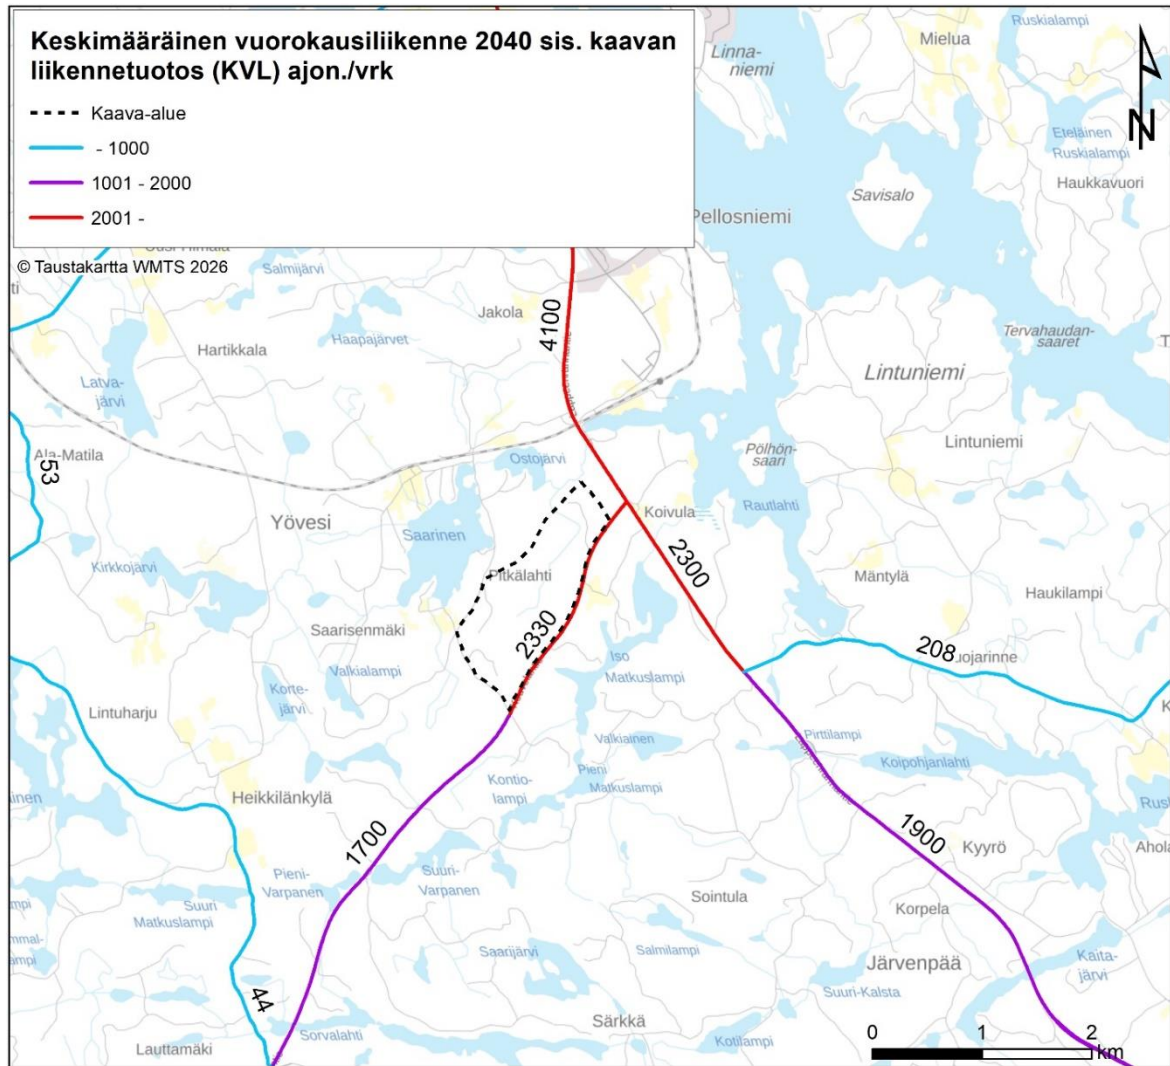 Keskimääräinen vuorokausiliikenne 2040 sis. kaavan
liikennetuotos (KVL) ajon./vrk
Kaava-alue
- 1000
1001 - 2000
2001 -
© Taustakartta WMTS 2026
N
Linna-
niemi
Mielua
Ruskialampi
Eteläinen
Ruskialampi
Haukkavuori
Savisalo
Pellosniemi
Salmijärvi
Jakola
4100
Haapajärvet
Hartikkala
Tervahaudan-
saaret
Lintuniemi
Latva-
järvi
Lintuniemi
Ala-Matila
53
Pölhön-
saari
Ostojärvi
Rautlahti
Koivula
Yövesi
Saarinen
2300
Kirkkojärvi
Pitkälahti
Mäntylä
Haukilampi
Saarisenmäki
2330
208
Iso
Matkuslampi
Valkialampi
Korte-
järvi
Lintuharju
Pirttilampi
Valkiainen
Koipohjanlahti
Pieni
Matkuslampi
Kontio-
lampi
Heikkilänkylä
1700
1900
Kyyrö
Pieni-
Varpanen
Suuri-
Varpanen
Sointula
Suuri
Matkuslampi
Korpela
Saarijärvi
Salmilampi
Järvenpää
Kaita-
järvi
44
Suuri-Kalsta
Särkkä
Sorvalahti
Lauttamäki
Kotilampi
0 1 2
km